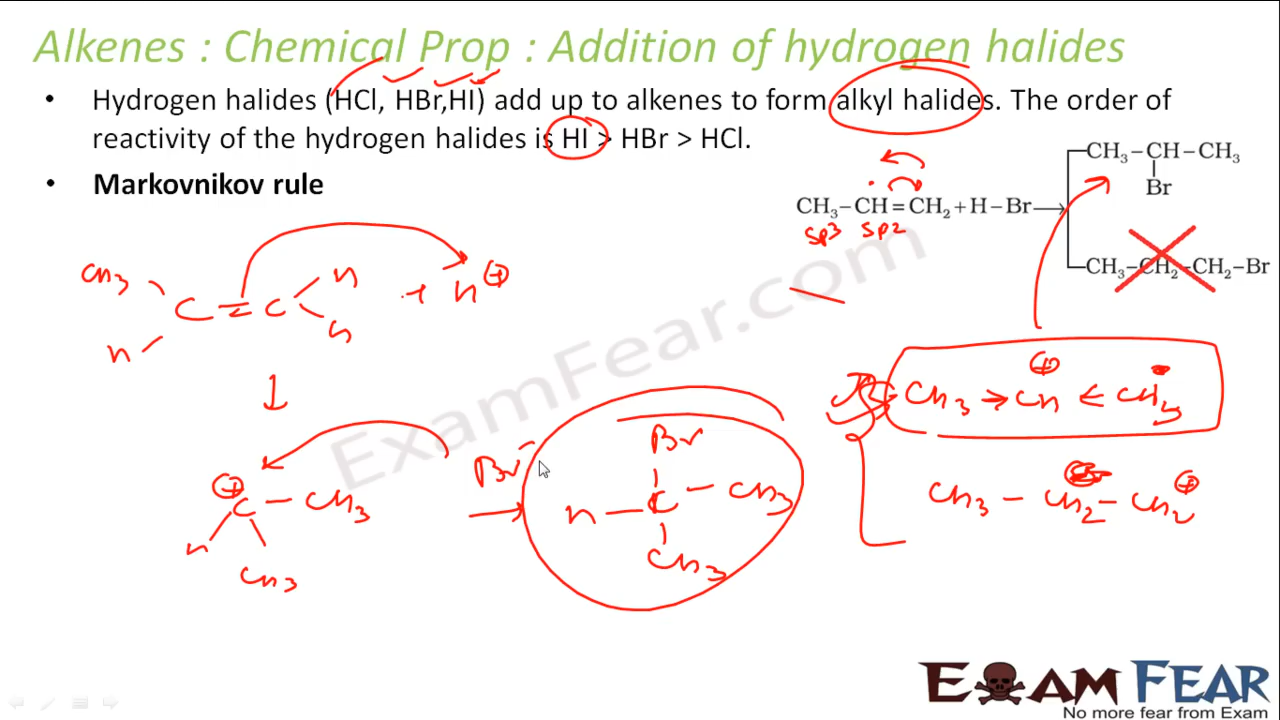 Alkenes : Chemical Prop : Addition of hydrogen halides
• Hydrogen halides (HCl, HBr,HI) add up to alkenes to form alkyl halides. The order of
reactivity of the hydrogen halides is HI > HBr > HCl.
• Markovnikov rule
CH₃−CH=CH₂+H−Br⟶
sp3 sp2
CH₃−CH−CH₃
Br
CH₃−CH₂−CH₂−Br
CH3
C=C
H
H
H
+ H⊕
↓
⊕
C − CH3
H
CH3
Br⁻
→
Br
H − C − CH3
CH3
⊕
CH3 → CH ← CH3
CH3 − CH2 − CH2⊕
ExamFear.com
EXAM FEAR
No more fear from Exam